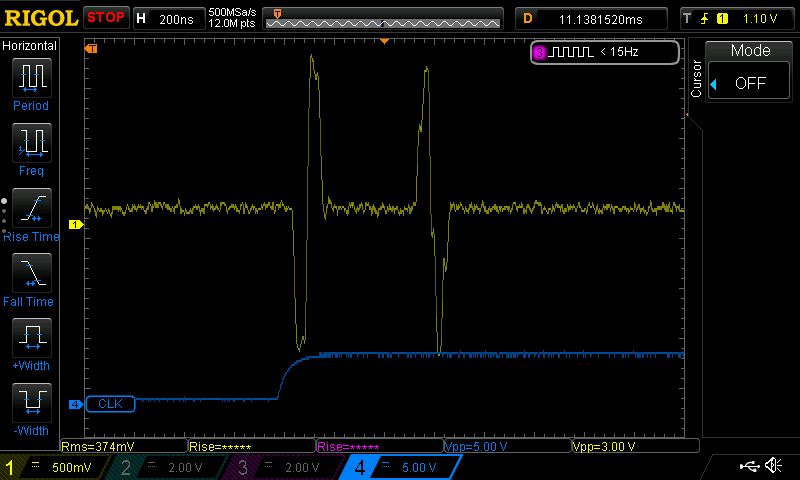 RIGOL STOP H 200ns 500MSa/s 12.0M pts T D 11.1381520ms T 1 1.10 V
Horizontal
Period
Freq
Rise Time
Fall Time
+Width
-Width
T
3 < 15Hz
1
4 CLK
Cursor
Mode
OFF
Rms=374mV Rise=***** Rise=***** Vpp=5.00 V Vpp=3.00 V
1 500mV 2 2.00 V 3 2.00 V 4 5.00 V